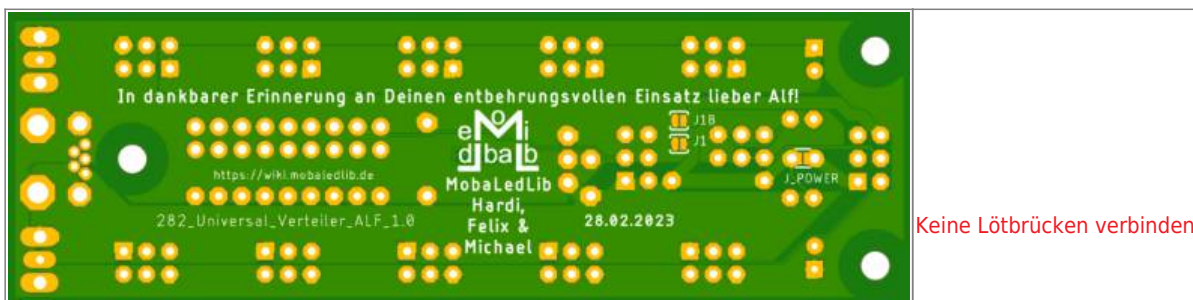 In dankbarer Erinnerung an Deinen entbehrungsvollen Einsatz lieber Alf!
J1B
J1
e M o i
d ba L b
https://wiki.mobaledlib.de
MobaLedLib
J_POWER
Hardi,
282_Universal_Verteiler_ALF_1.0
Felix &
28.02.2023
Michael
Keine Lötbrücken verbinden